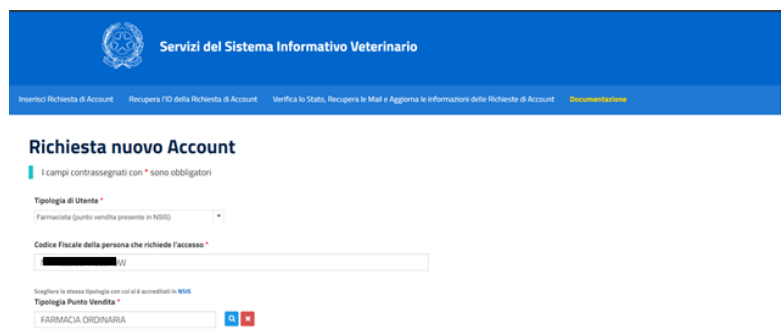 Servizi del Sistema Informativo Veterinario
Inserisci Richiesta di Account Recupera l'ID della Richiesta di Account Verifica lo Stato, Recupera le Mail e Aggiorna le informazioni delle Richieste di Account Documentazione
Richiesta nuovo Account
I campi contrassegnati con * sono obbligatori
Tipologia di Utente *
Farmacista (punto vendita presente in NSIS)
Codice Fiscale della persona che richiede l'accesso *
Scegliere la stessa tipologia con cui si è accreditati in NSIS
Tipologia Punto Vendita *
FARMACIA ORDINARIA